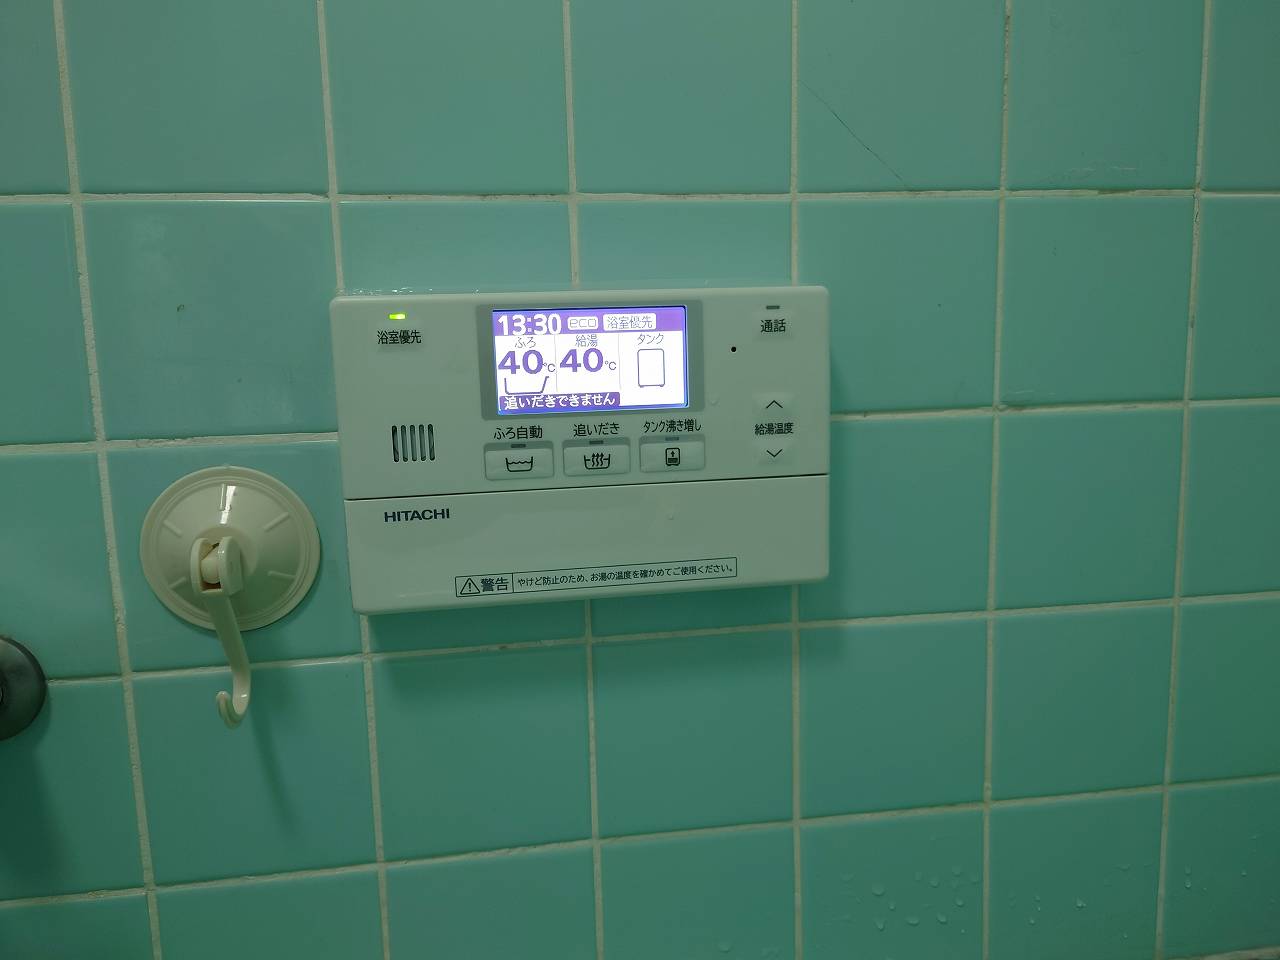 浴室優先
13:30 eco 浴室優先
ふろ 給湯 タンク
40℃ 40℃
追いだきできません
通話
ふろ自動 追いだき タンク沸き増し
給湯温度
HITACHI
警告 やけど防止のため、お湯の温度を確かめてご使用ください。